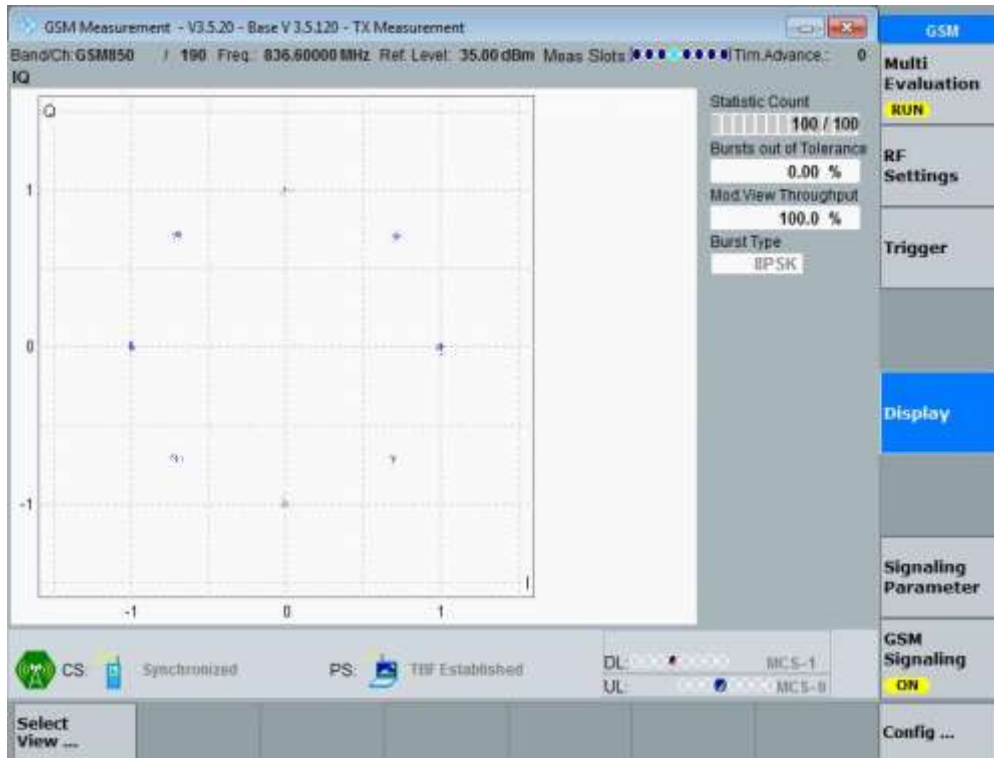 GSM Measurement - V3.5.20 - Base V 3.5.120 - TX Measurement
Band/Ch: GSM850 / 190 Freq.: 836.60000 MHz Ref. Level: 35.00 dBm Meas Slots: Tim.Advance.: 0
IQ
Q
1
0
-1
I
-1 0 1
Statistic Count
100 / 100
Bursts out of Tolerance
0.00 %
Mod.View Throughput
100.0 %
Burst Type
8PSK
CS: Synchronized PS: TBF Established
DL: MCS-1
UL: MCS-9
Select
View ...
GSM
Multi
Evaluation
RUN
RF
Settings
Trigger
Display
Signaling
Parameter
GSM
Signaling
ON
Config ...